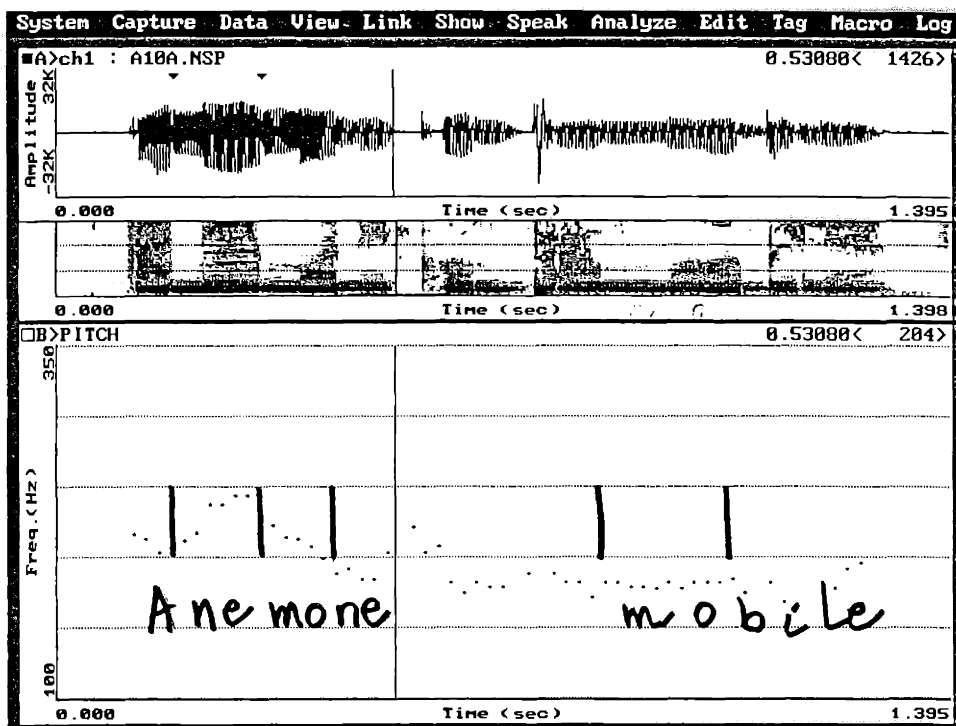 System Capture Data View Link Show Speak Analyze Edit Tag Macro Log
A>ch1 : A10A.NSP 0.53080< 1426>
Amplitude
32K
-32K
0.000 Time (sec) 1.395
0.000 Time (sec) 1.398
B>PITCH 0.53080< 204>
350
Freq.(Hz)
Anemone mobile
100
0.000 Time (sec) 1.395